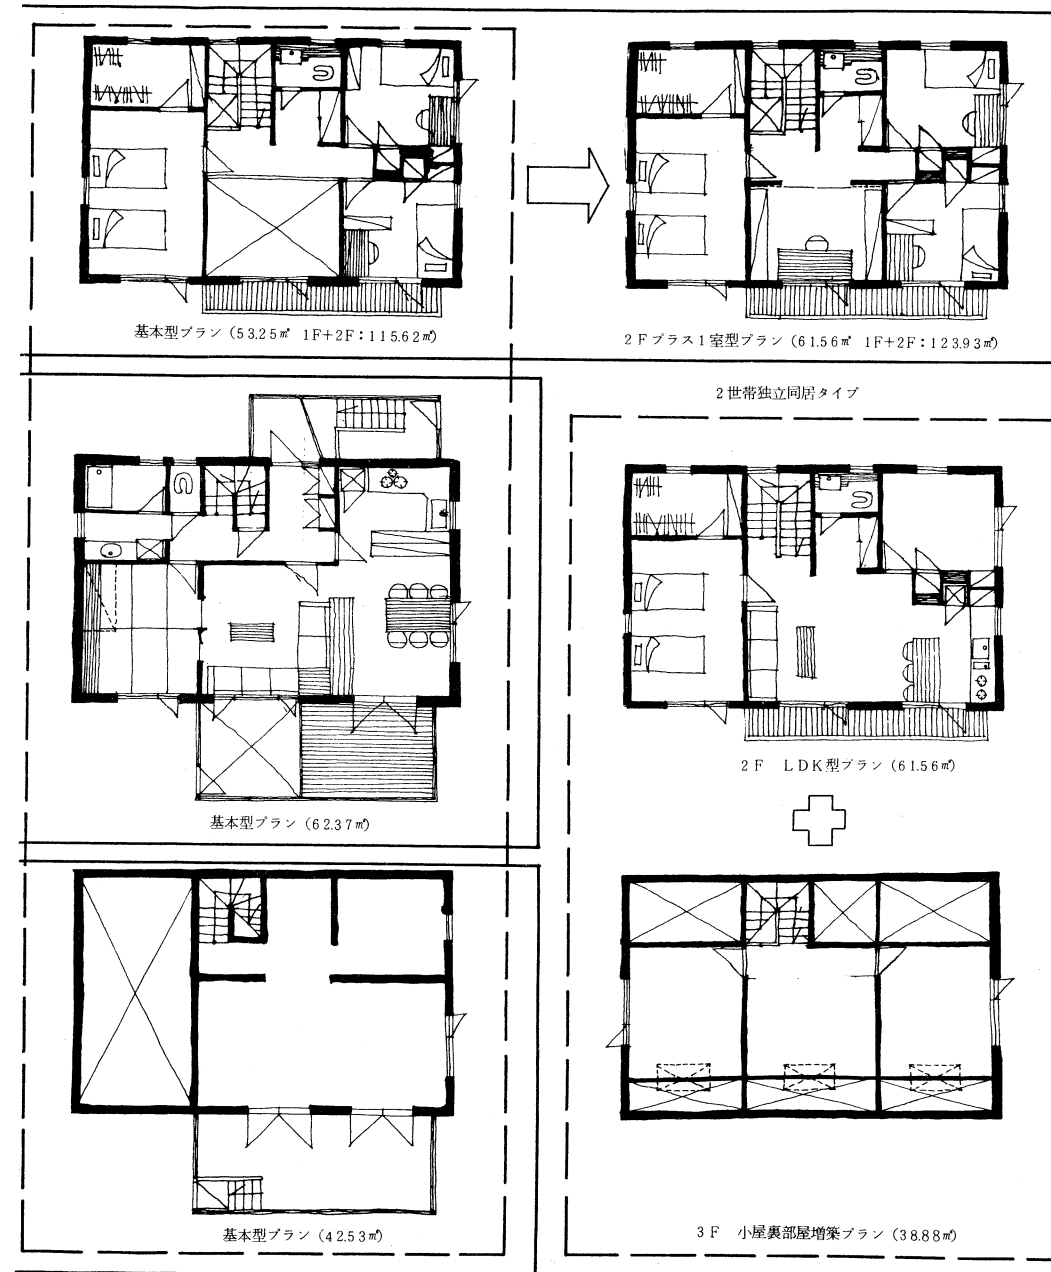 基本型プラン(53.25㎡ 1F+2F:115.62㎡)
2Fプラス1室型プラン(61.56㎡ 1F+2F:123.93㎡)
2世帯独立同居タイプ
2F LDK型プラン(61.56㎡)
基本型プラン(62.37㎡)
基本型プラン(42.53㎡)
3F 小屋裏部屋増築プラン(38.88㎡)